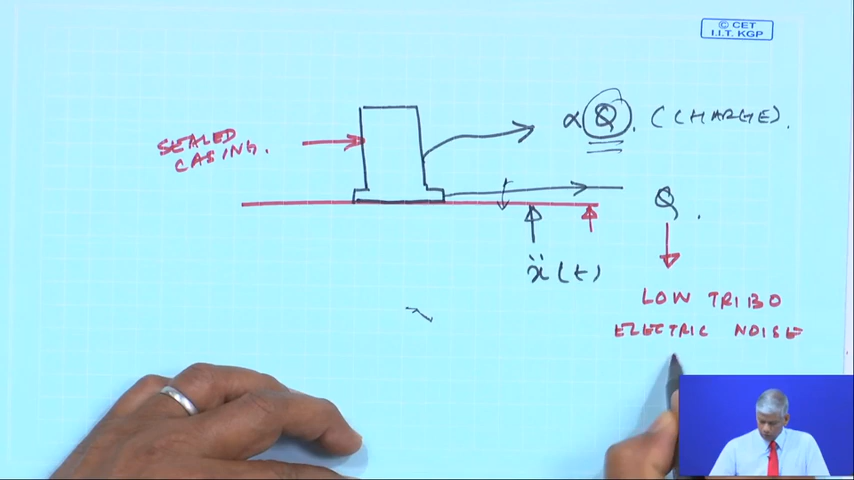 © CET
I.I.T. KGP
SEALED
CASING.
α Q. (CHARGE).
Q.
ẍ(t)
LOW TRIBO
ELECTRIC NOISE